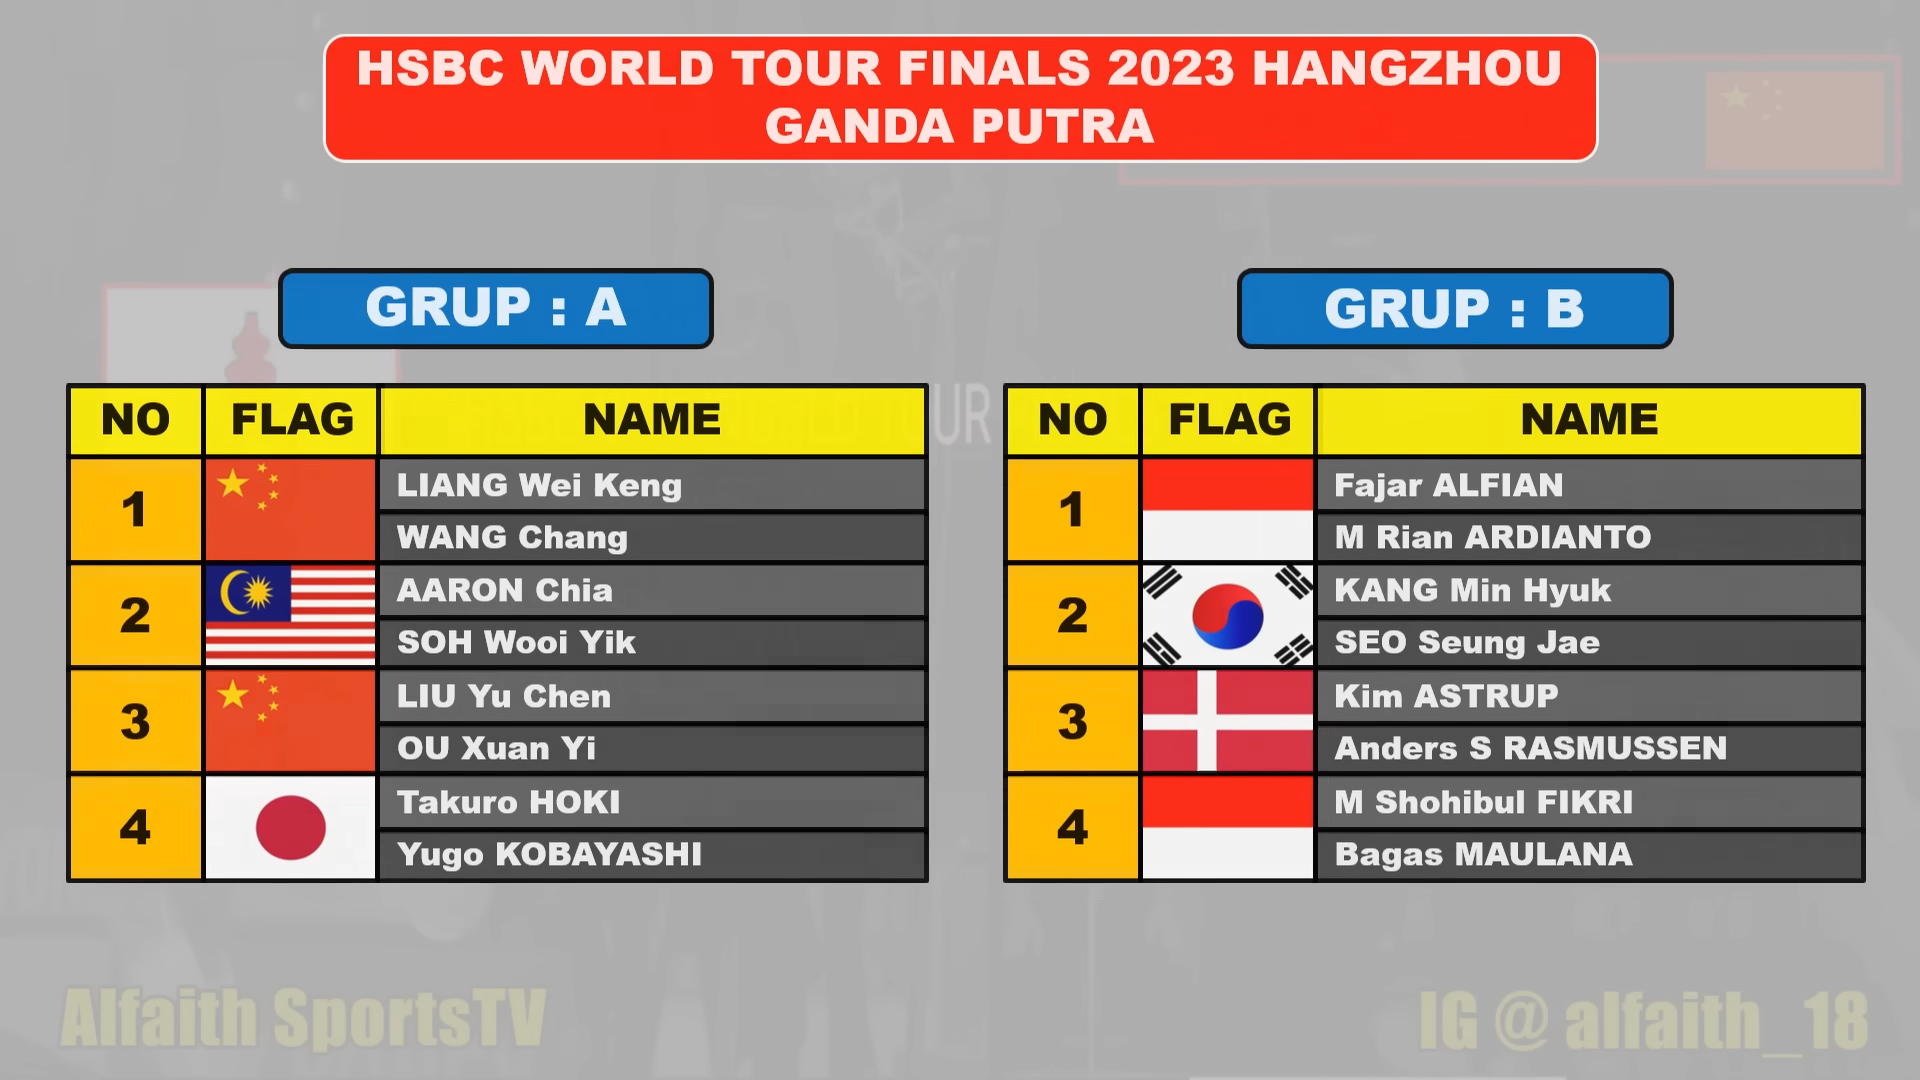 HSBC WORLD TOUR FINALS 2023 HANGZHOU
GANDA PUTRA
GRUP : A
NO FLAG NAME
1
LIANG Wei Keng
WANG Chang
2
AARON Chia
SOH Wooi Yik
3
LIU Yu Chen
OU Xuan Yi
4
Takuro HOKI
Yugo KOBAYASHI
GRUP : B
NO FLAG NAME
1
Fajar ALFIAN
M Rian ARDIANTO
2
KANG Min Hyuk
SEO Seung Jae
3
Kim ASTRUP
Anders S RASMUSSEN
4
M Shohibul FIKRI
Bagas MAULANA
Alfaith SportsTV
IG @ alfaith_18